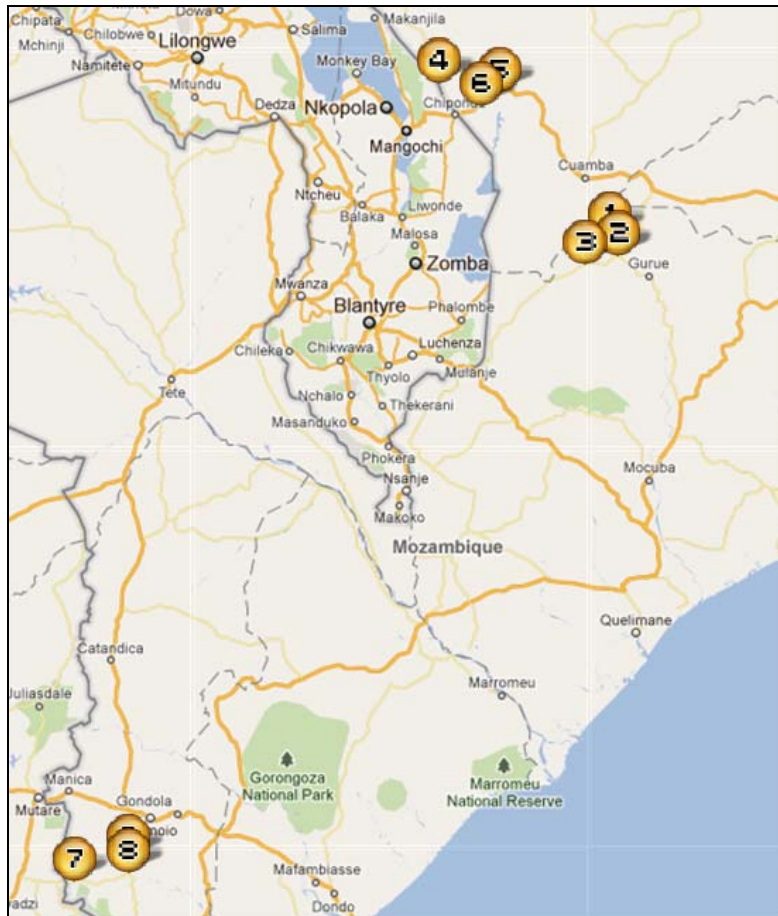 Chipata
Dowa
Makanjila
Chilobwe
Salima
Mchinji
Lilongwe
Monkey Bay
4
5
6
Namitete
Mitundu
Nkopola
Dedza
Chiponde
Mangochi
Cuamba
Ntcheu
Balaka
Liwonde
1
2
3
Malosa
Zomba
Gurue
Mwanza
Blantyre
Phalombe
Chileka
Chikwawa
Luchenza
Thyolo
Mulanje
Tete
Nchalo
Thekerani
Masanduko
Phokera
Mocuba
Nsanje
Makoko
Mozambique
Quelimane
Catandica
Juliasdale
Marromeu
Gorongoza
National Park
Marromeu
National Reserve
Manica
Mutare
Gondola
moio
7
8
Mafambiasse
Dondo
wadzi